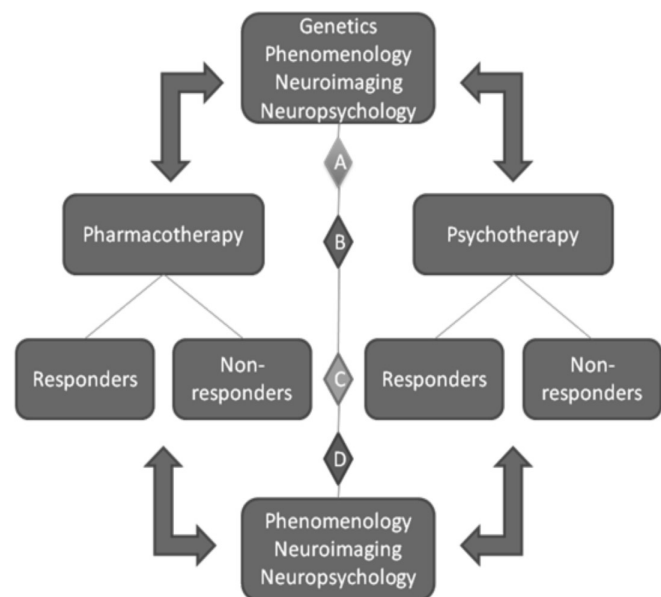 Genetics
Phenomenology
Neuroimaging
Neuropsychology
A
B
Pharmacotherapy
Psychotherapy
Responders
Non-
responders
C
Responders
Non-
responders
D
Phenomenology
Neuroimaging
Neuropsychology